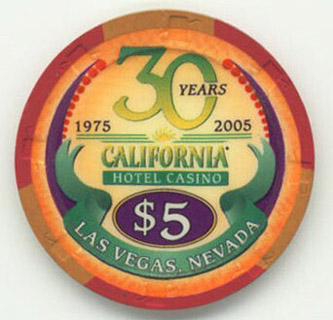 30
YEARS
1975 2005
CALIFORNIA
HOTEL CASINO
$5
LAS VEGAS, NEVADA